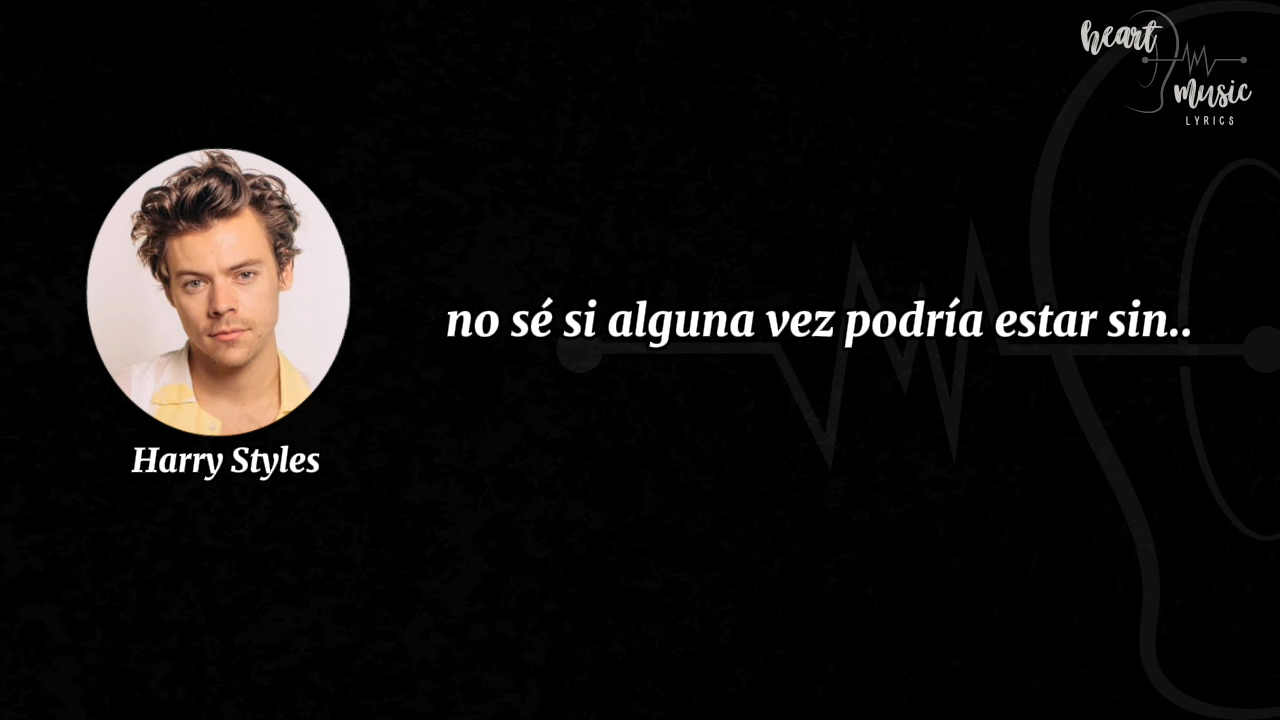 heart
music
LYRICS
no sé si alguna vez podría estar sin..
Harry Styles